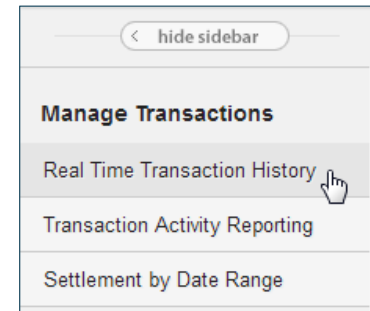 < hide sidebar
Manage Transactions
Real Time Transaction History
Transaction Activity Reporting
Settlement by Date Range